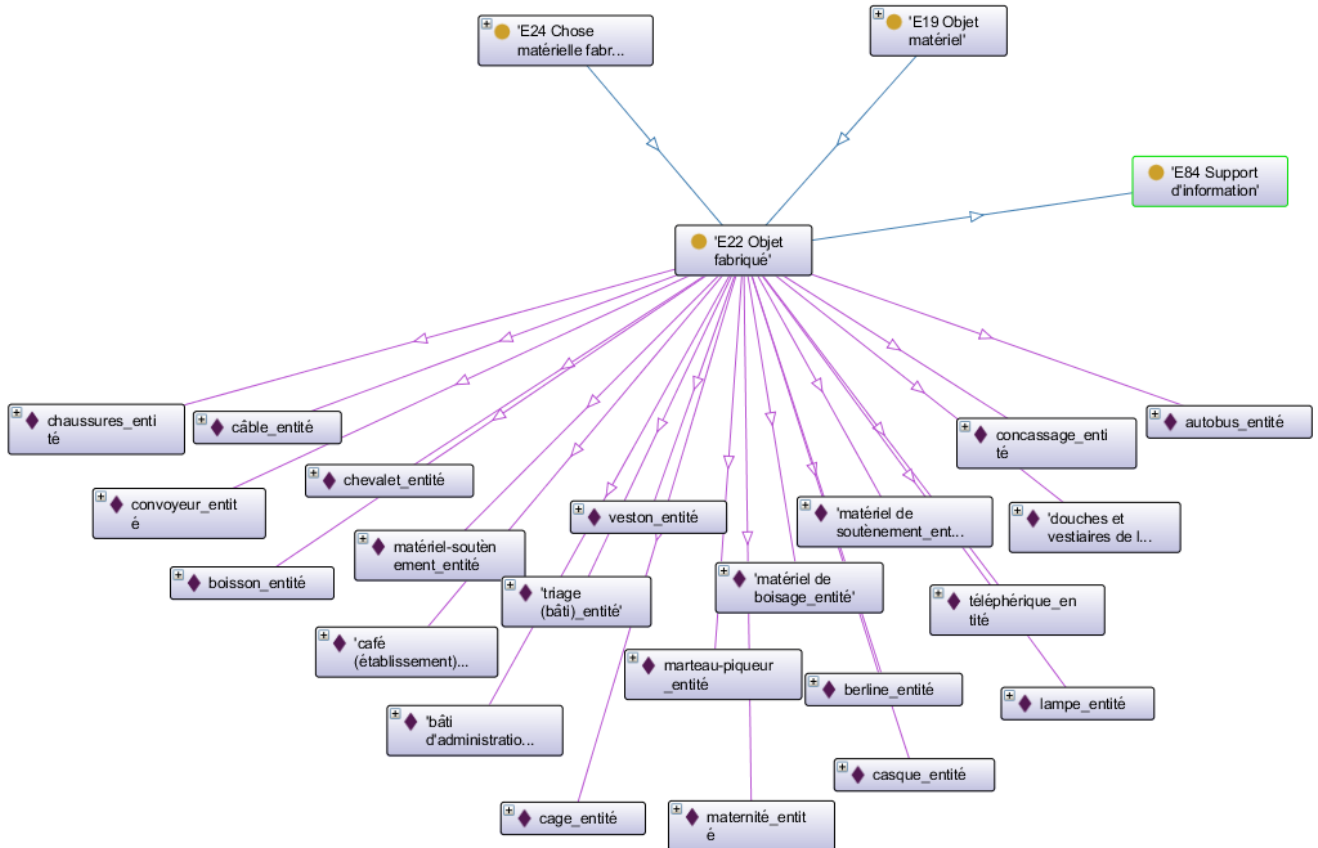 'E24 Chose
matérielle fabr...
'E19 Objet
matériel'
'E84 Support
d'information'
'E22 Objet
fabriqué'
chaussures_enti
té
câble_entité
autobus_entité
concassage_enti
té
chevalet_entité
convoyeur_entit
é
veston_entité
'matériel de
soutènement_ent...
'douches et
vestiaires de l...
matériel-soutèn
ement_entité
boisson_entité
'triage
(bâti)_entité'
'matériel de
boisage_entité'
téléphérique_en
tité
'café
(établissement)...
marteau-piqueur
_entité
berline_entité
lampe_entité
'bâti
d'administratio...
casque_entité
cage_entité
maternité_entit
é